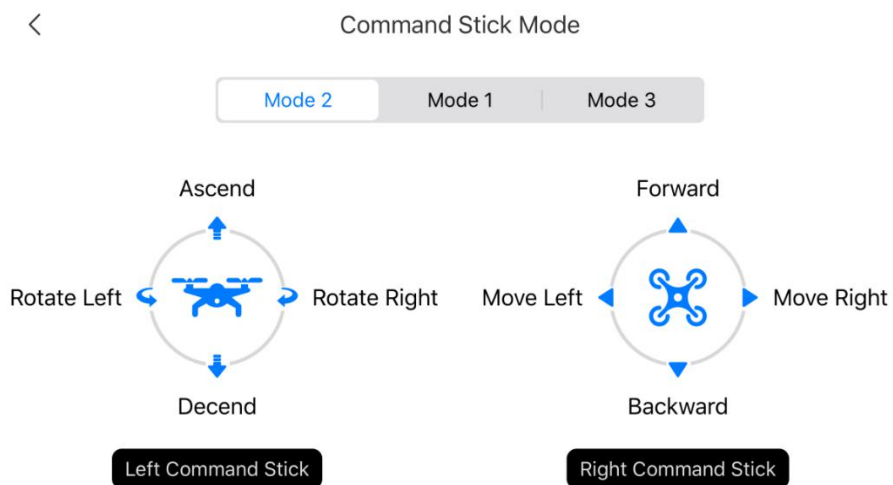 Command Stick Mode
Mode 2 Mode 1 Mode 3
Ascend Forward
Rotate Left Rotate Right Move Left Move Right
Decend Backward
Left Command Stick Right Command Stick